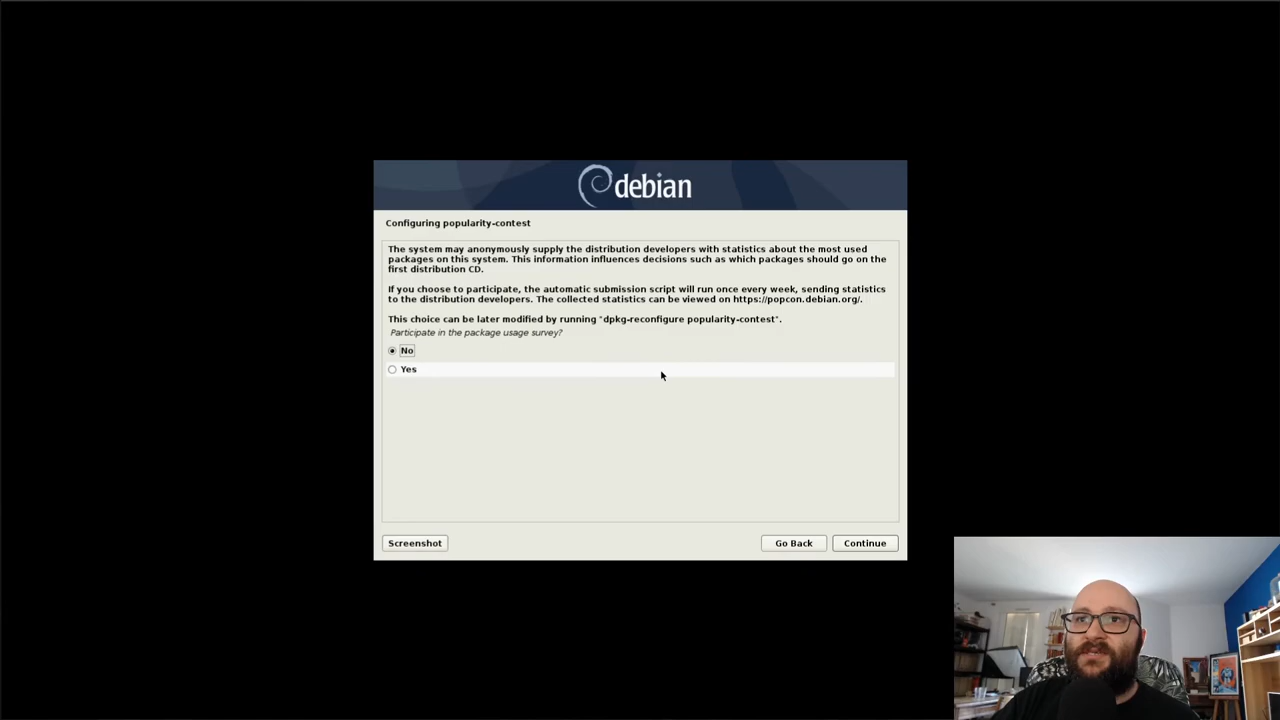 debian
Configuring popularity-contest
The system may anonymously supply the distribution developers with statistics about the most used
packages on this system. This information influences decisions such as which packages should go on the
first distribution CD.
If you choose to participate, the automatic submission script will run once every week, sending statistics
to the distribution developers. The collected statistics can be viewed on https://popcon.debian.org/.
This choice can be later modified by running "dpkg-reconfigure popularity-contest".
Participate in the package usage survey?
No
Yes
Screenshot
Go Back
Continue